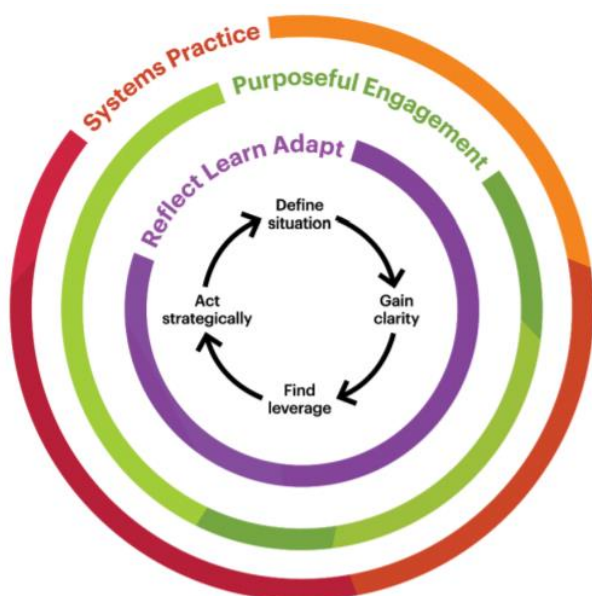 Systems Practice
Purposeful Engagement
Reflect Learn Adapt
Define
situation
Gain
clarity
Find
leverage
Act
strategically